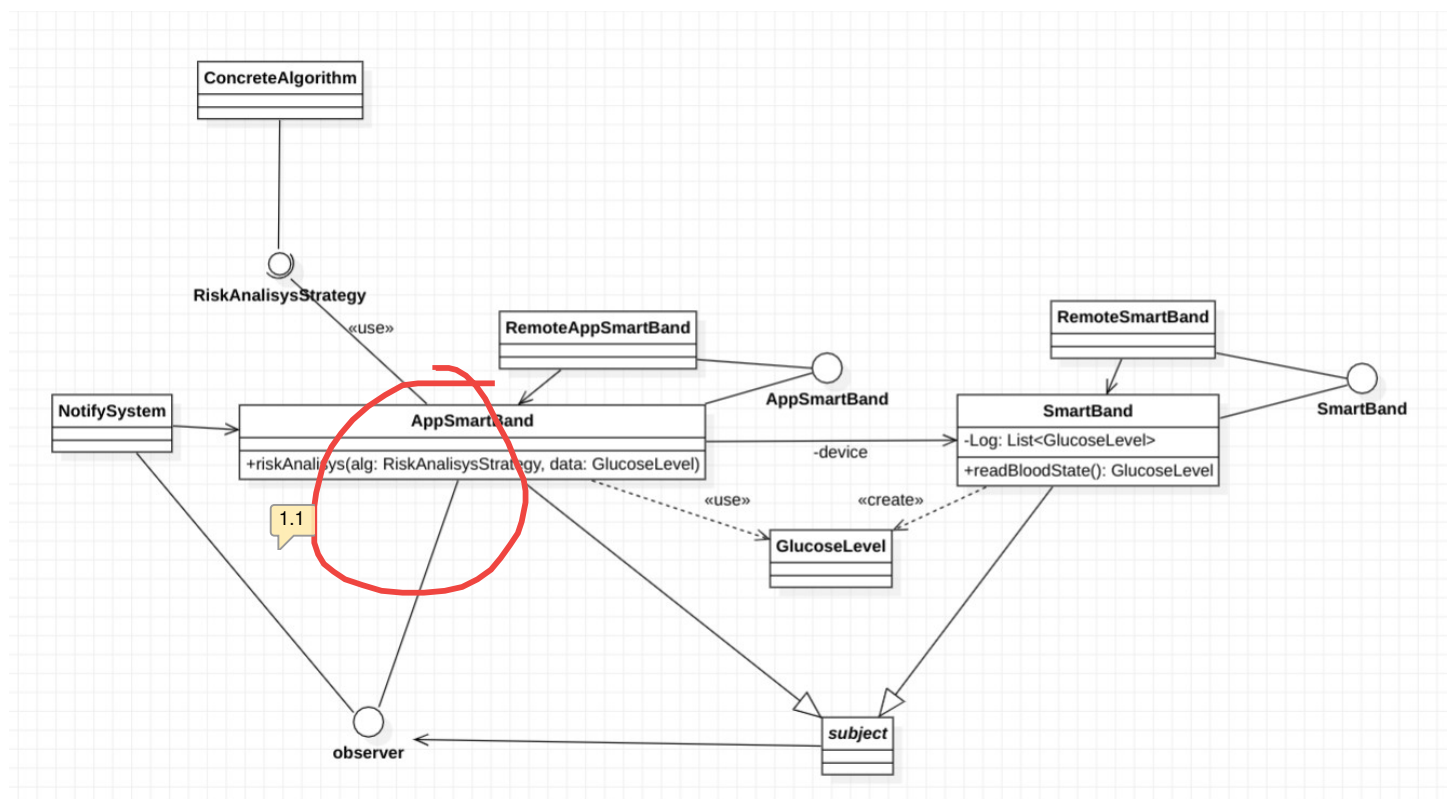 ConcreteAlgorithm
RiskAnalisysStrategy
«use»
RemoteAppSmartBand
AppSmartBand
RemoteSmartBand
SmartBand
NotifySystem
AppSmartBand
+riskAnalisys(alg: RiskAnalisysStrategy, data: GlucoseLevel)
-device
SmartBand
-Log: List<GlucoseLevel>
+readBloodState(): GlucoseLevel
1.1
«use»
«create»
GlucoseLevel
observer
subject